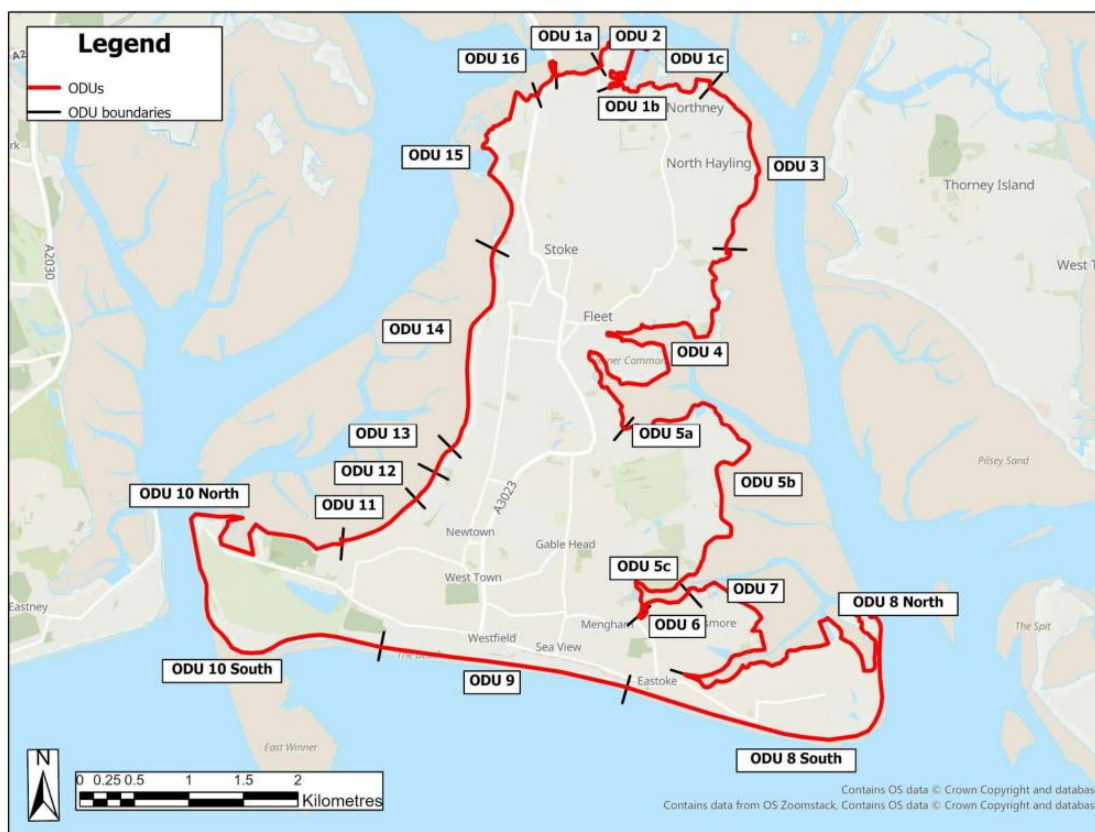 Legend
ODUs
ODU boundaries
ODU 1a
ODU 2
ODU 16
ODU 1c
ODU 1b
Northney
ODU 15
North Hayling
ODU 3
Thorney Island
A2030
Stoke
Fleet
ODU 14
ODU 4
ODU 13
ODU 5a
ODU 12
Pilsey Sand
ODU 5b
ODU 10 North
ODU 11
A3023
Newtown
Gable Head
West Town
ODU 5c
ODU 7
ODU 8 North
Eastney
Mengham
ODU 6
The Spit
Westfield
Sea View
ODU 10 South
ODU 9
Eastoke
East Winner
ODU 8 South
N
0 0.25 0.5 1 1.5 2
Kilometres
Contains OS data © Crown Copyright and database
Contains data from OS Zoomstack, Contains OS data © Crown Copyright and database